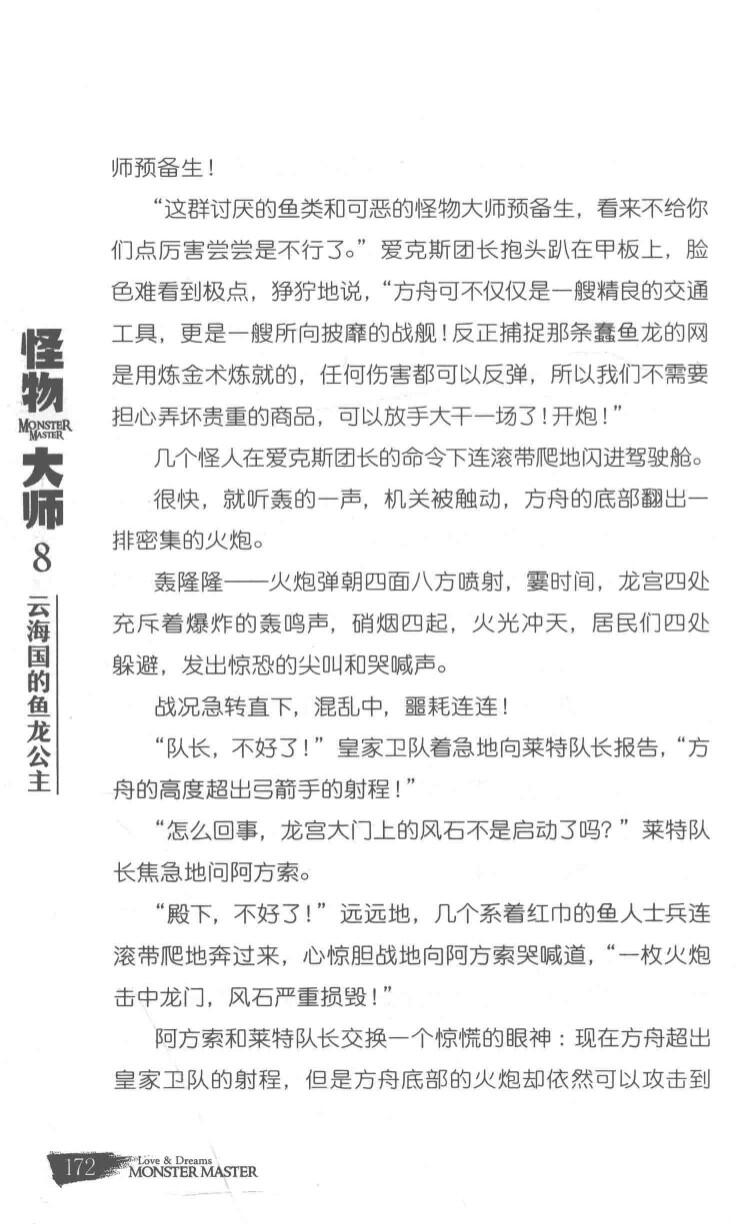 师预备生！
“这群讨厌的鱼类和可恶的怪物大师预备生，看来不给你
们点厉害尝尝是不行了。”爱克斯团长抱头趴在甲板上，脸
色难看到极点，狰狞地说，“方舟可不仅仅是一艘精良的交通
工具，更是一艘所向披靡的战舰！反正捕捉那条蠢鱼龙的网
是用炼金术炼就的，任何伤害都可以反弹，所以我们不需要
担心弄坏贵重的商品，可以放手大干一场了！开炮！”
几个怪人在爱克斯团长的命令下连滚带爬地闪进驾驶舱。
很快，就听轰的一声，机关被触动，方舟的底部翻出一
排密集的火炮。
轰隆隆——火炮弹朝四面八方喷射，霎时间，龙宫四处
充斥着爆炸的轰鸣声，硝烟四起，火光冲天，居民们四处
躲避，发出惊恐的尖叫和哭喊声。
战况急转直下，混乱中，噩耗连连！
“队长，不好了！”皇家卫队着急地向莱特队长报告，“方
舟的高度超出弓箭手的射程！”
“怎么回事，龙宫大门上的风石不是启动了吗？”莱特队
长焦急地问阿方索。
“殿下，不好了！”远远地，几个系着红巾的鱼人士兵连
滚带爬地奔过来，心惊胆战地向阿方索哭喊道，“一枚火炮
击中龙门，风石严重损毁！”
阿方索和莱特队长交换一个惊慌的眼神：现在方舟超出
皇家卫队的射程，但是方舟底部的火炮却依然可以攻击到
怪物
MONSTER
MASTER
大师
8
云海国的鱼龙公主
172
Love & Dreams
MONSTER MASTER